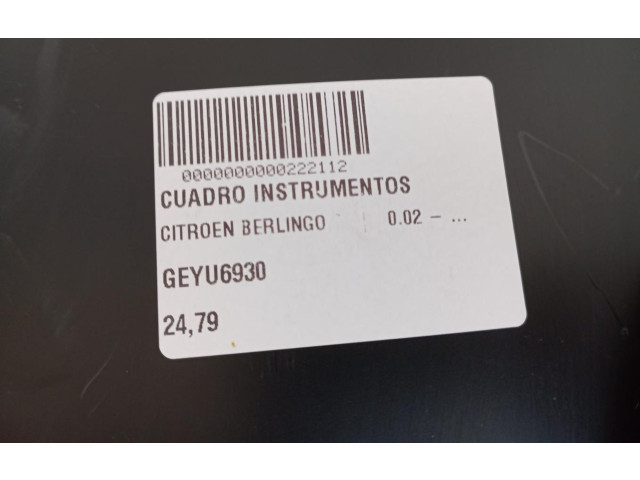 0000000000222112
CUADRO INSTRUMENTOS
CITROEN BERLINGO 0.02 - ...
GEYU6930
24,79